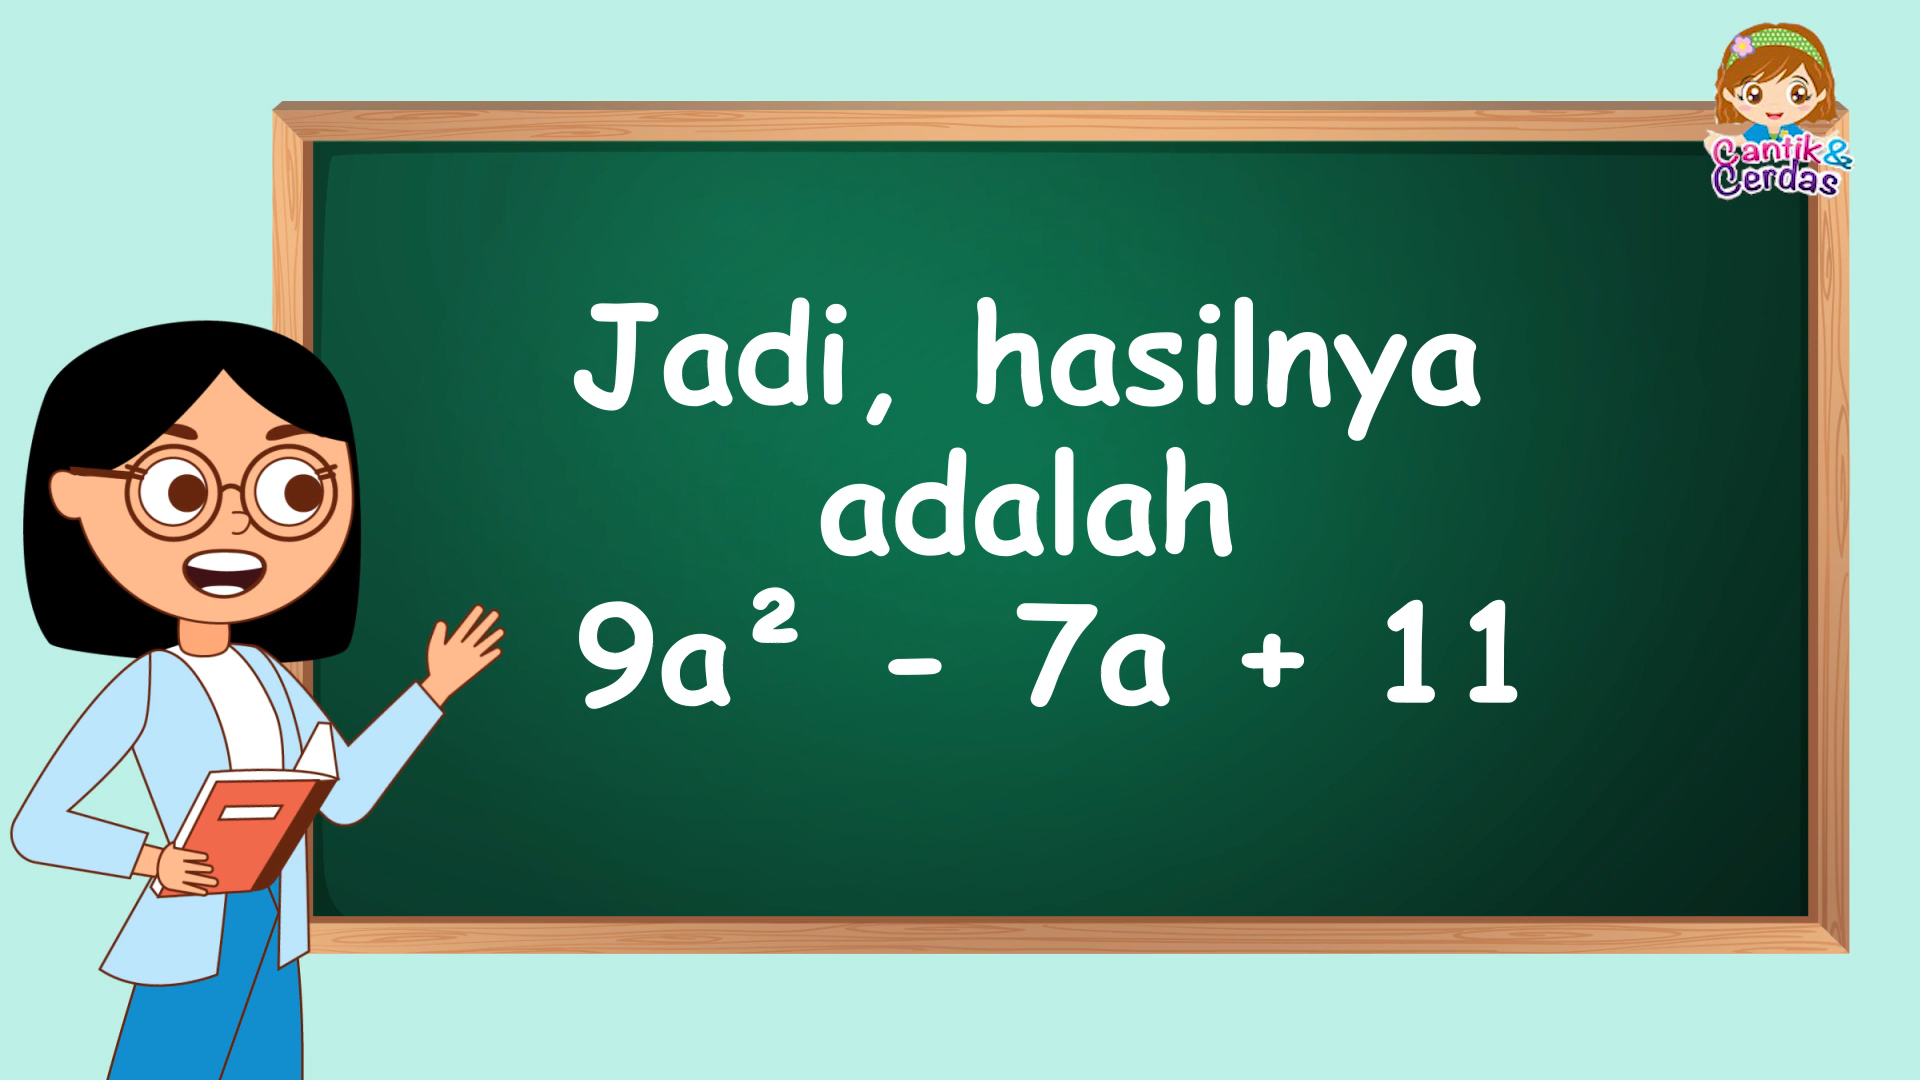 Cantik &
Cerdas
Jadi, hasilnya
adalah
9a² - 7a + 11